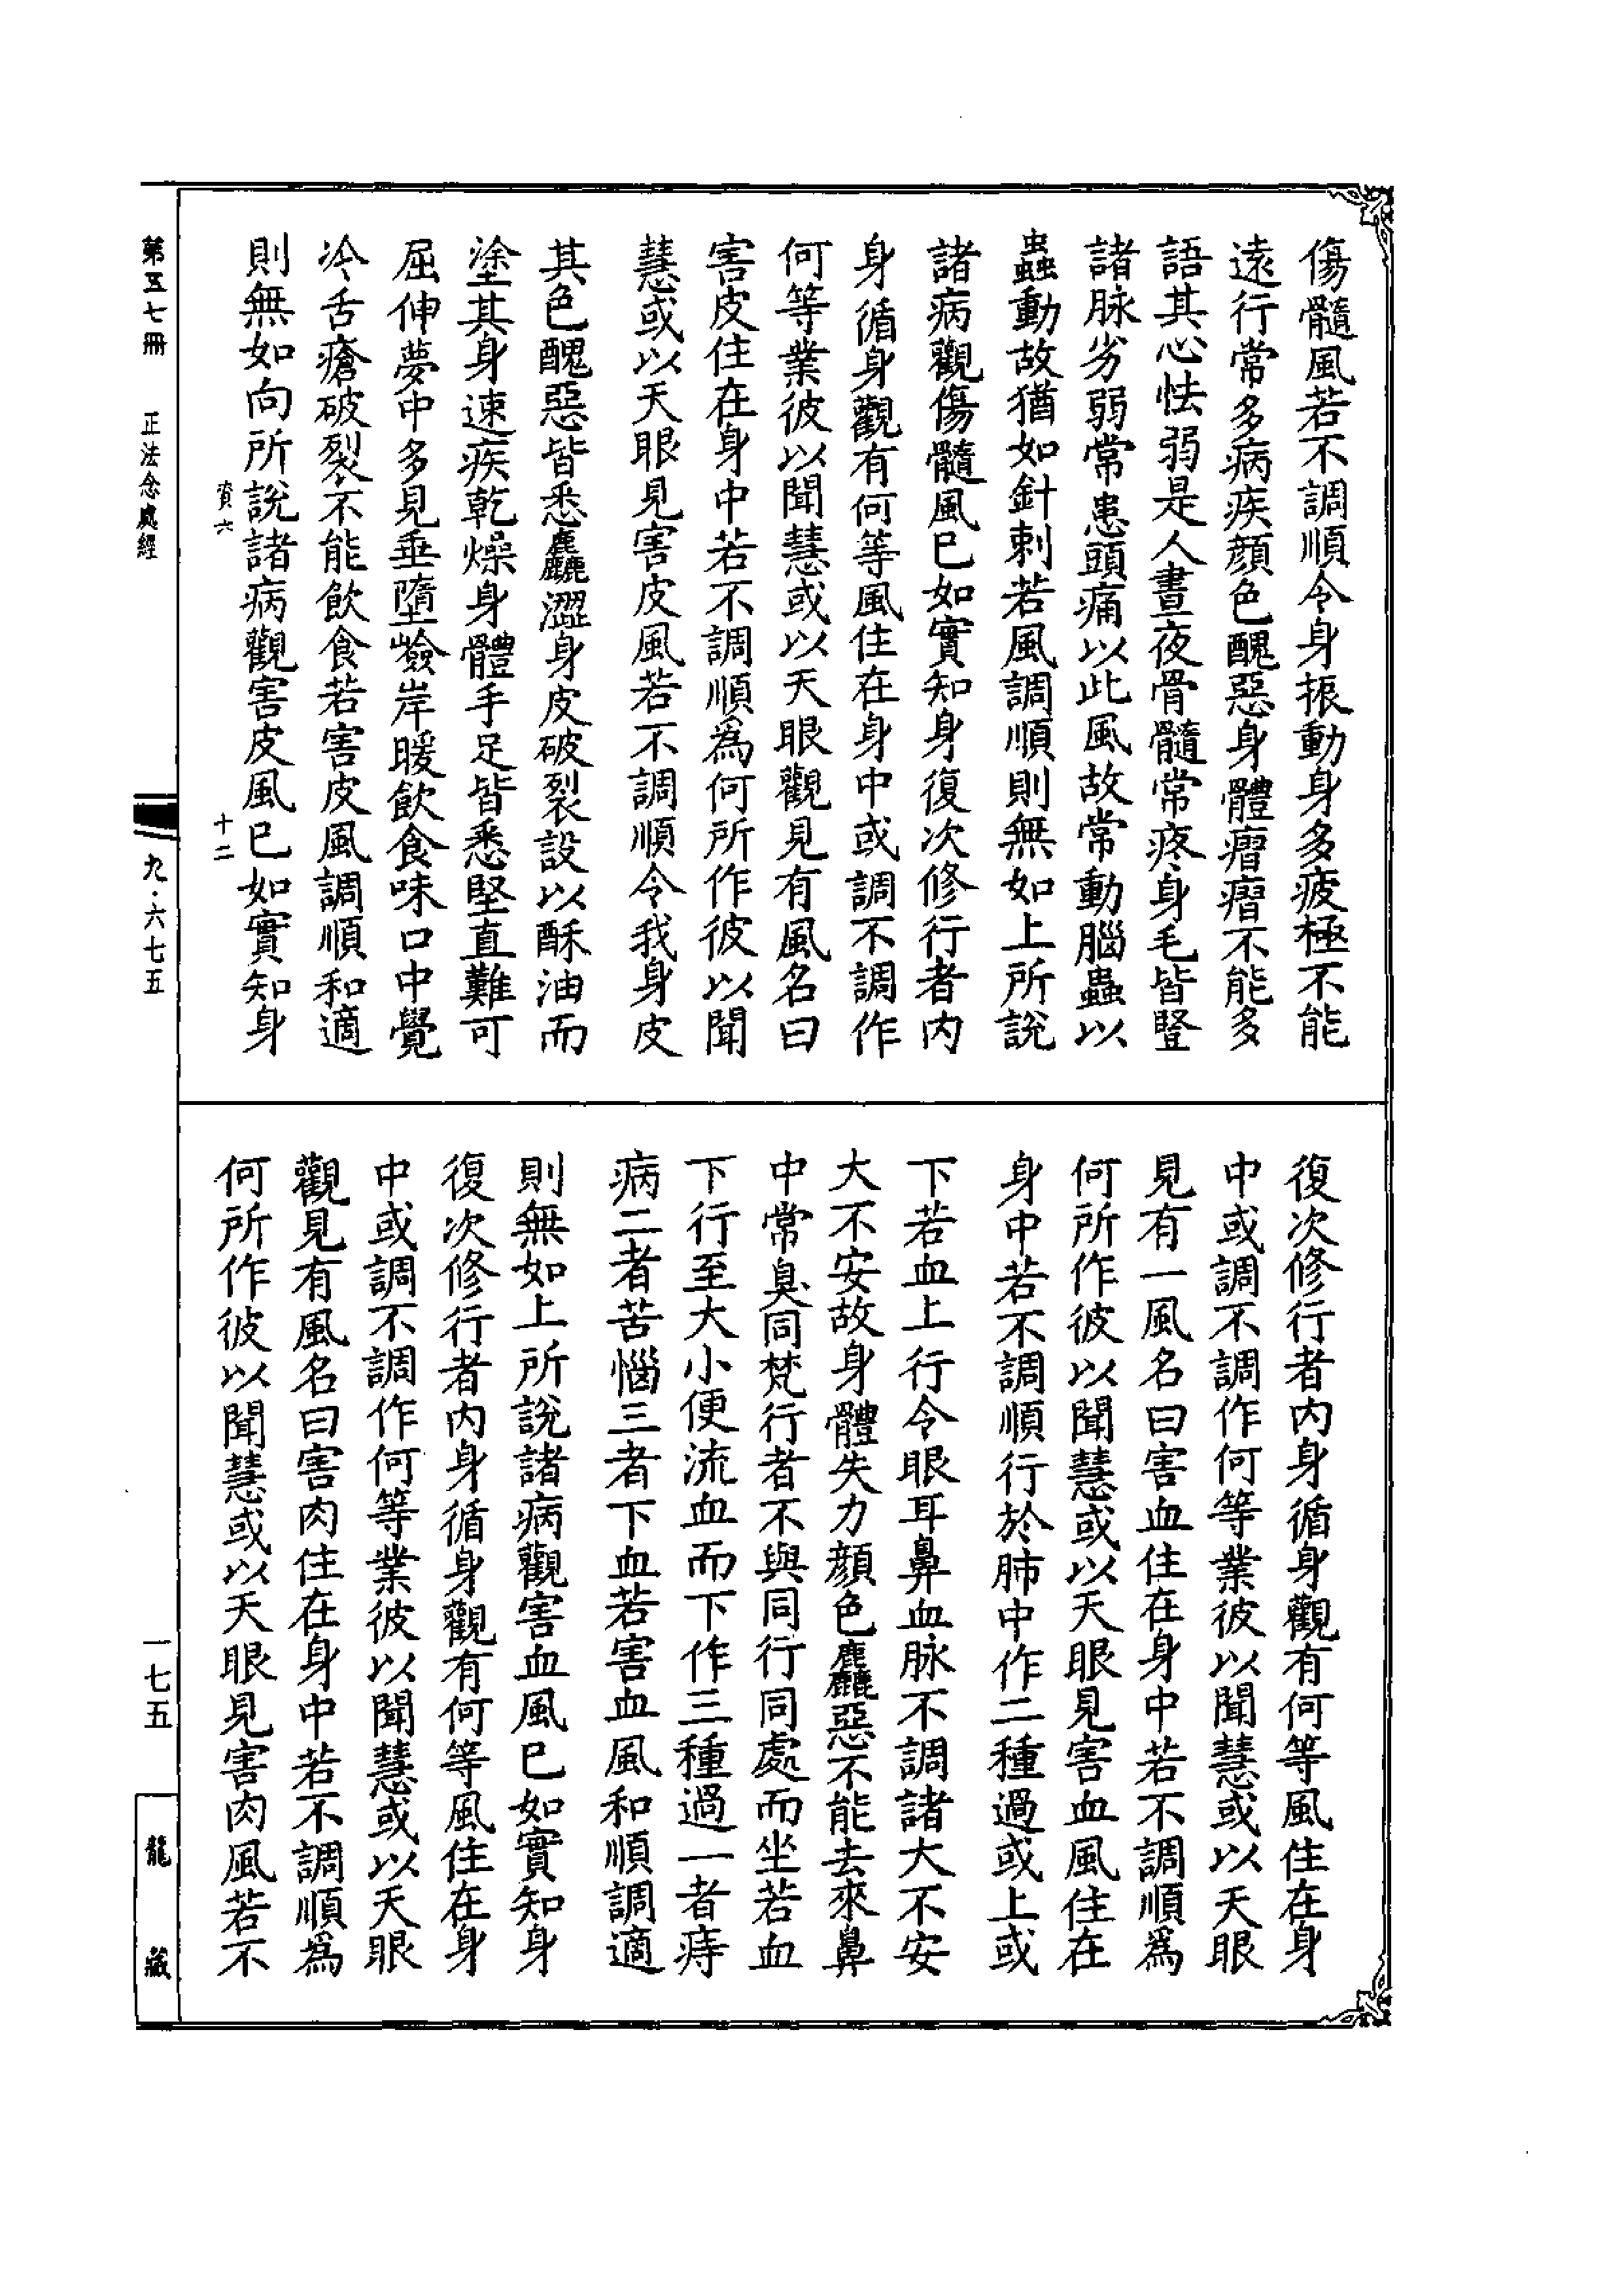 傷髓風若不調順令身振動身多疲極不能
遠行常多病疾顏色醜惡身體瘤瘤不能多
語其心怯弱是人晝夜骨髓常疼身毛皆豎
諸脉劣弱常患頭痛以此風故常動腦蟲以
蟲動故猶如針刺若風調順則無如上所說
諸病觀傷髓風已如實知身復次修行者内
身循身觀有何等風住在身中或調不調作
何等業彼以聞慧或以天眼觀見有風名曰
害皮住在身中若不調順爲何所作彼以聞
慧或以天眼見害皮風若不調順令我身皮
其色醜惡皆悉麤澀身皮破裂設以酥油而
塗其身速疾乾燥身體手足皆悉堅直難可
屈伸夢中多見垂墮嶮岸暖飲食味口中覺
冷舌瘡破裂不能飲食若害皮風調順和適
則無如向所說諸病觀害皮風已如實知身
復次修行者内身循身觀有何等風住在身
中或調不調作何等業彼以聞慧或以天眼
見有一風名曰害血住在身中若不調順爲
何所作彼以聞慧或以天眼見害血風住在
身中若不調順行於肺中作二種過或上或
下若血上行令眼耳鼻血脉不調諸大不安
大不安故身體失力顏色麤惡不能去來鼻
中常臭同梵行者不與同行同處而坐若血
下行至大小便流血而下作三種過一者痔
病二者苦惱三者下血若害血風和順調適
則無如上所說諸病觀害血風已如實知身
復次修行者内身循身觀有何等風住在身
中或調不調作何等業彼以聞慧或以天眼
觀見有風名曰害肉住在身中若不調順爲
何所作彼以聞慧或以天眼見害肉風若不
資六 十二
第五七冊 正法念處經 九·六七五 一七五 龍藏